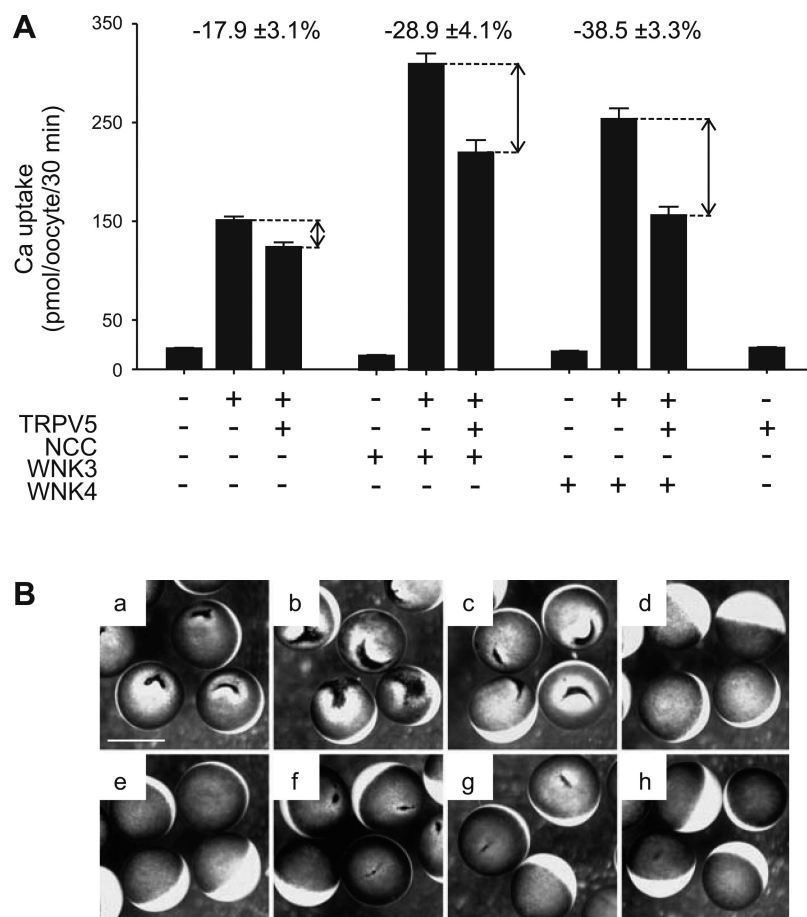 A
-17.9 ±3.1% -28.9 ±4.1% -38.5 ±3.3%
350
250
150
50
0
Ca uptake
(pmol/oocyte/30 min)
- + + - + + - + + -
TRPV5 - - + - - + - - + +
NCC - - - + + + - - - -
WNK3
WNK4 - - - - - - + + + -
B
a b c d
e f g h